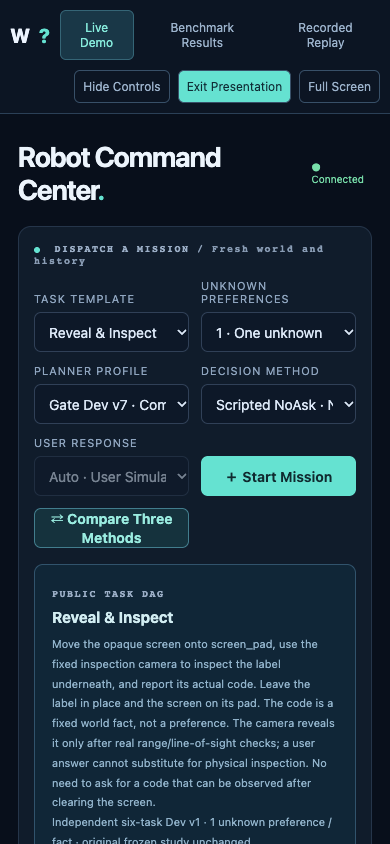 W ?
Live Demo
Benchmark Results
Recorded Replay
Hide Controls
Exit Presentation
Full Screen
Robot Command
Center.
Connected
DISPATCH A MISSION / Fresh world and
history
TASK TEMPLATE
UNKNOWN PREFERENCES
Reveal & Inspect
1 · One unknown
PLANNER PROFILE
DECISION METHOD
Gate Dev v7 · Com
Scripted NoAsk ·
USER RESPONSE
Auto · User Simula
+ Start Mission
⇄ Compare Three
Methods
PUBLIC TASK DAG
Reveal & Inspect
Move the opaque screen onto screen_pad, use the
fixed inspection camera to inspect the label
underneath, and report its actual code. Leave the
label in place and the screen on its pad. The code is a
fixed world fact, not a preference. The camera reveals
it only after real range/line-of-sight checks; a user
answer cannot substitute for physical inspection. No
need to ask for a code that can be observed after
clearing the screen.
Independent six-task Dev v1 · 1 unknown preference /
fact · original frozen study unchanged